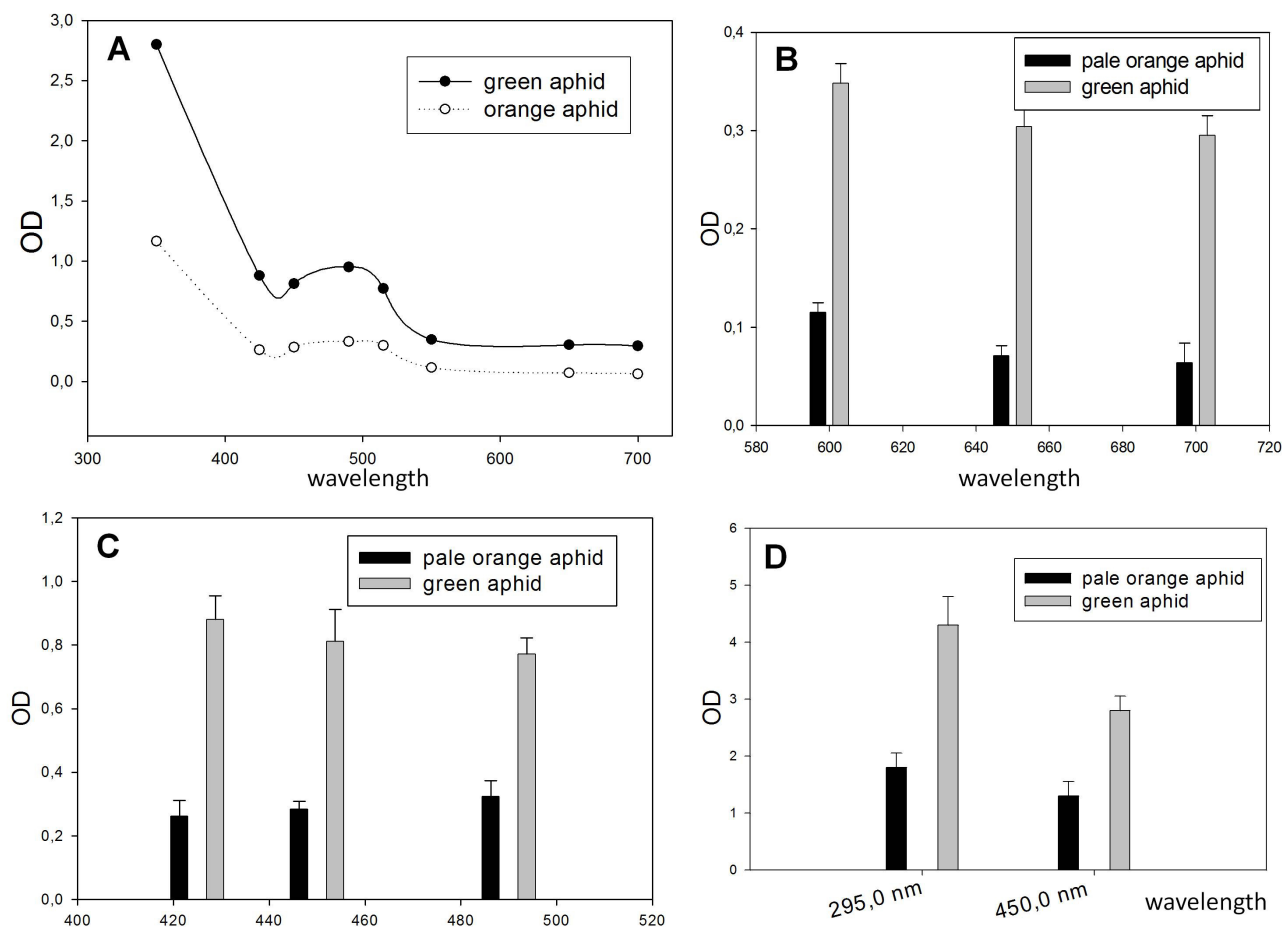 A
green aphid
orange aphid
3,0
2,5
2,0
1,5
1,0
0,5
0,0
OD
300 400 500 600 700
wavelength
B
pale orange aphid
green aphid
0,4
0,3
0,2
0,1
0,0
OD
580 600 620 640 660 680 700 720
wavelength
C
pale orange aphid
green aphid
1,2
1,0
0,8
0,6
0,4
0,2
0,0
OD
400 420 440 460 480 500 520
D
pale orange aphid
green aphid
6
5
4
3
2
1
0
OD
295,0 nm 450,0 nm wavelength